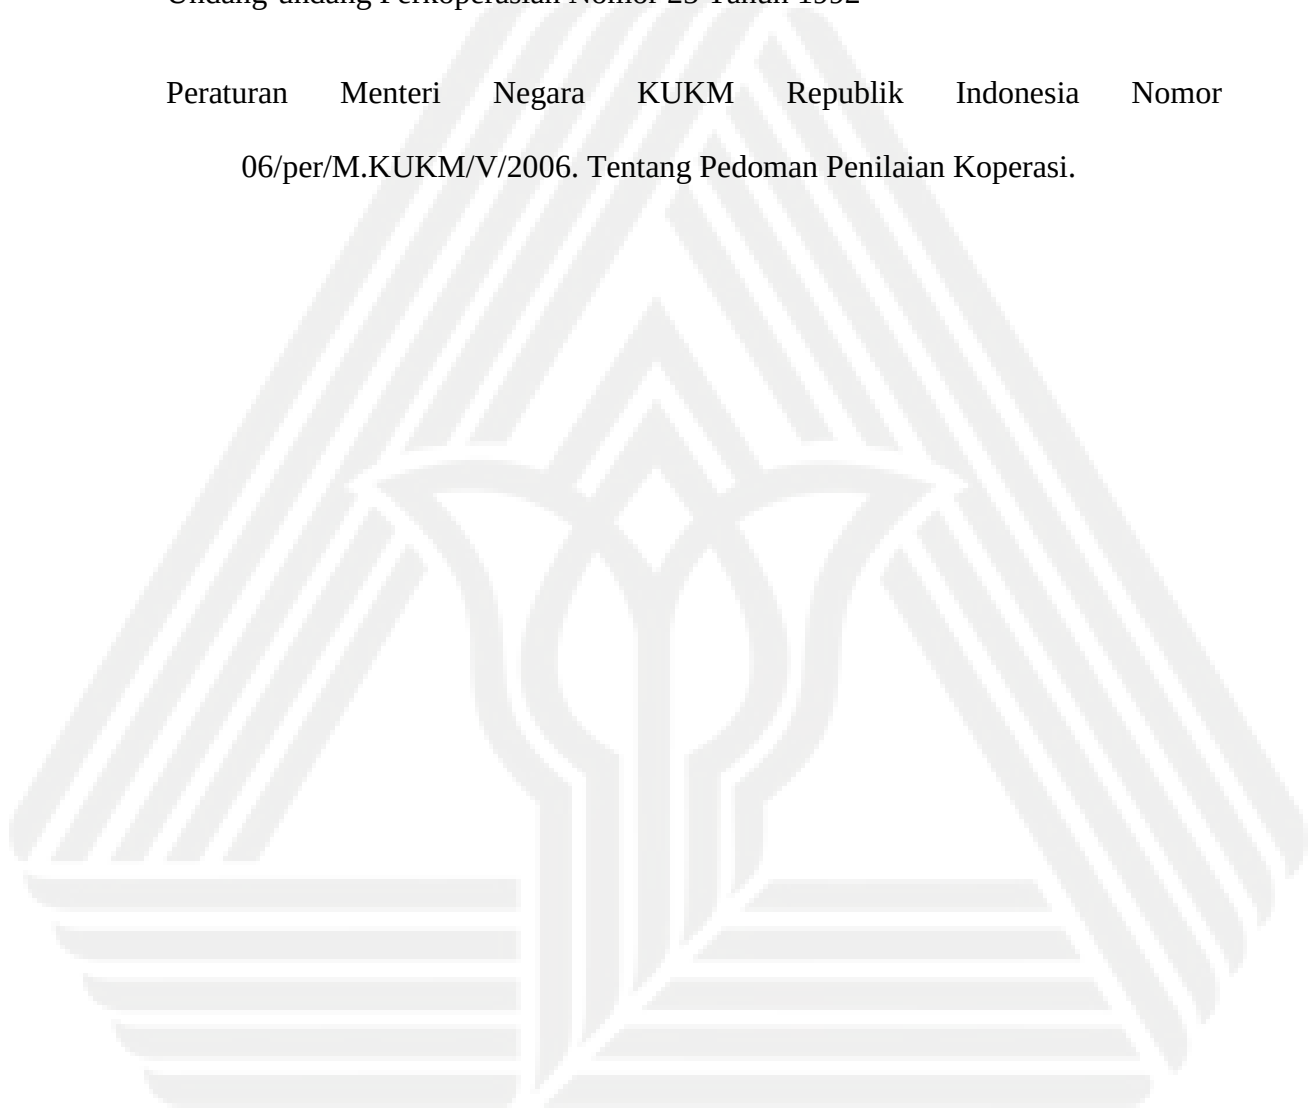 Undang-undang Perkoperasian Nomor 25 Tahun 1992
Peraturan Menteri Negara KUKM Republik Indonesia Nomor
06/per/M.KUKM/V/2006. Tentang Pedoman Penilaian Koperasi.